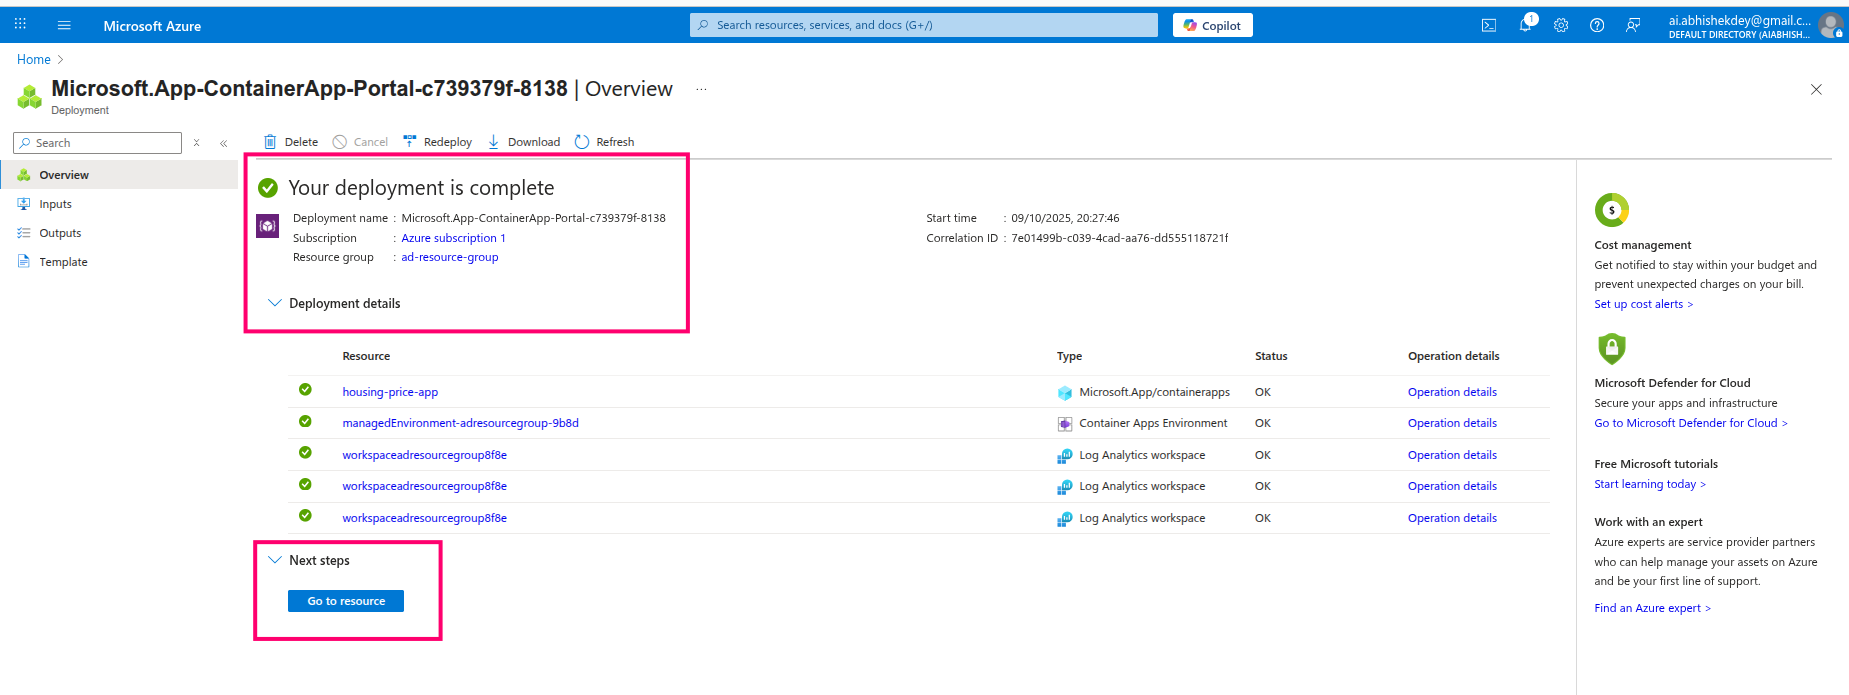 Microsoft Azure
Search resources, services, and docs (G+/)
Copilot
1
ai.abhishekdey@gmail.c...
DEFAULT DIRECTORY (AIABHISH...
Home
Microsoft.App-ContainerApp-Portal-c739379f-8138 | Overview ...
Deployment
Search
Overview
Inputs
Outputs
Template
Delete Cancel Redeploy Download Refresh
Your deployment is complete
Deployment name : Microsoft.App-ContainerApp-Portal-c739379f-8138
Subscription : Azure subscription 1
Resource group : ad-resource-group
Start time : 09/10/2025, 20:27:46
Correlation ID : 7e01499b-c039-4cad-aa76-dd555118721f
Deployment details
Resource Type Status Operation details
housing-price-app Microsoft.App/containerapps OK Operation details
managedEnvironment-adresourcegroup-9b8d Container Apps Environment OK Operation details
workspaceadresourcegroup8f8e Log Analytics workspace OK Operation details
workspaceadresourcegroup8f8e Log Analytics workspace OK Operation details
workspaceadresourcegroup8f8e Log Analytics workspace OK Operation details
Next steps
Go to resource
$
Cost management
Get notified to stay within your budget and
prevent unexpected charges on your bill.
Set up cost alerts >
Microsoft Defender for Cloud
Secure your apps and infrastructure
Go to Microsoft Defender for Cloud >
Free Microsoft tutorials
Start learning today >
Work with an expert
Azure experts are service provider partners
who can help manage your assets on Azure
and be your first line of support.
Find an Azure expert >